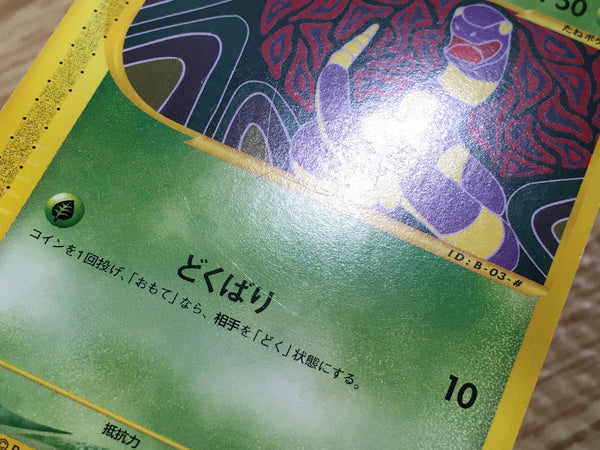 50
たねポケ
ID:B-03-#
どくばり
コインを1回投げ、「おもて」なら、相手を「どく」状態にする。
10
抵抗力
©